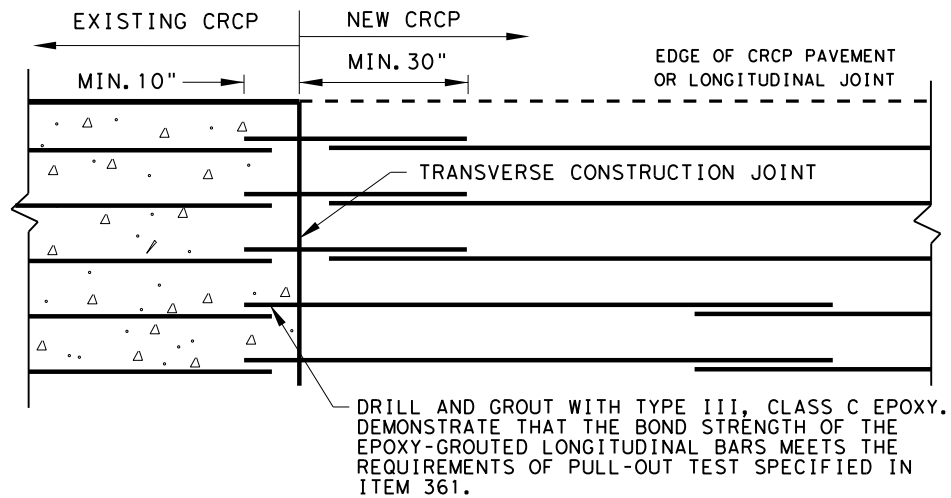 EXISTING CRCP
NEW CRCP
MIN. 10"
MIN. 30"
EDGE OF CRCP PAVEMENT
OR LONGITUDINAL JOINT
TRANSVERSE CONSTRUCTION JOINT
DRILL AND GROUT WITH TYPE III, CLASS C EPOXY.
DEMONSTRATE THAT THE BOND STRENGTH OF THE
EPOXY-GROUTED LONGITUDINAL BARS MEETS THE
REQUIREMENTS OF PULL-OUT TEST SPECIFIED IN
ITEM 361.